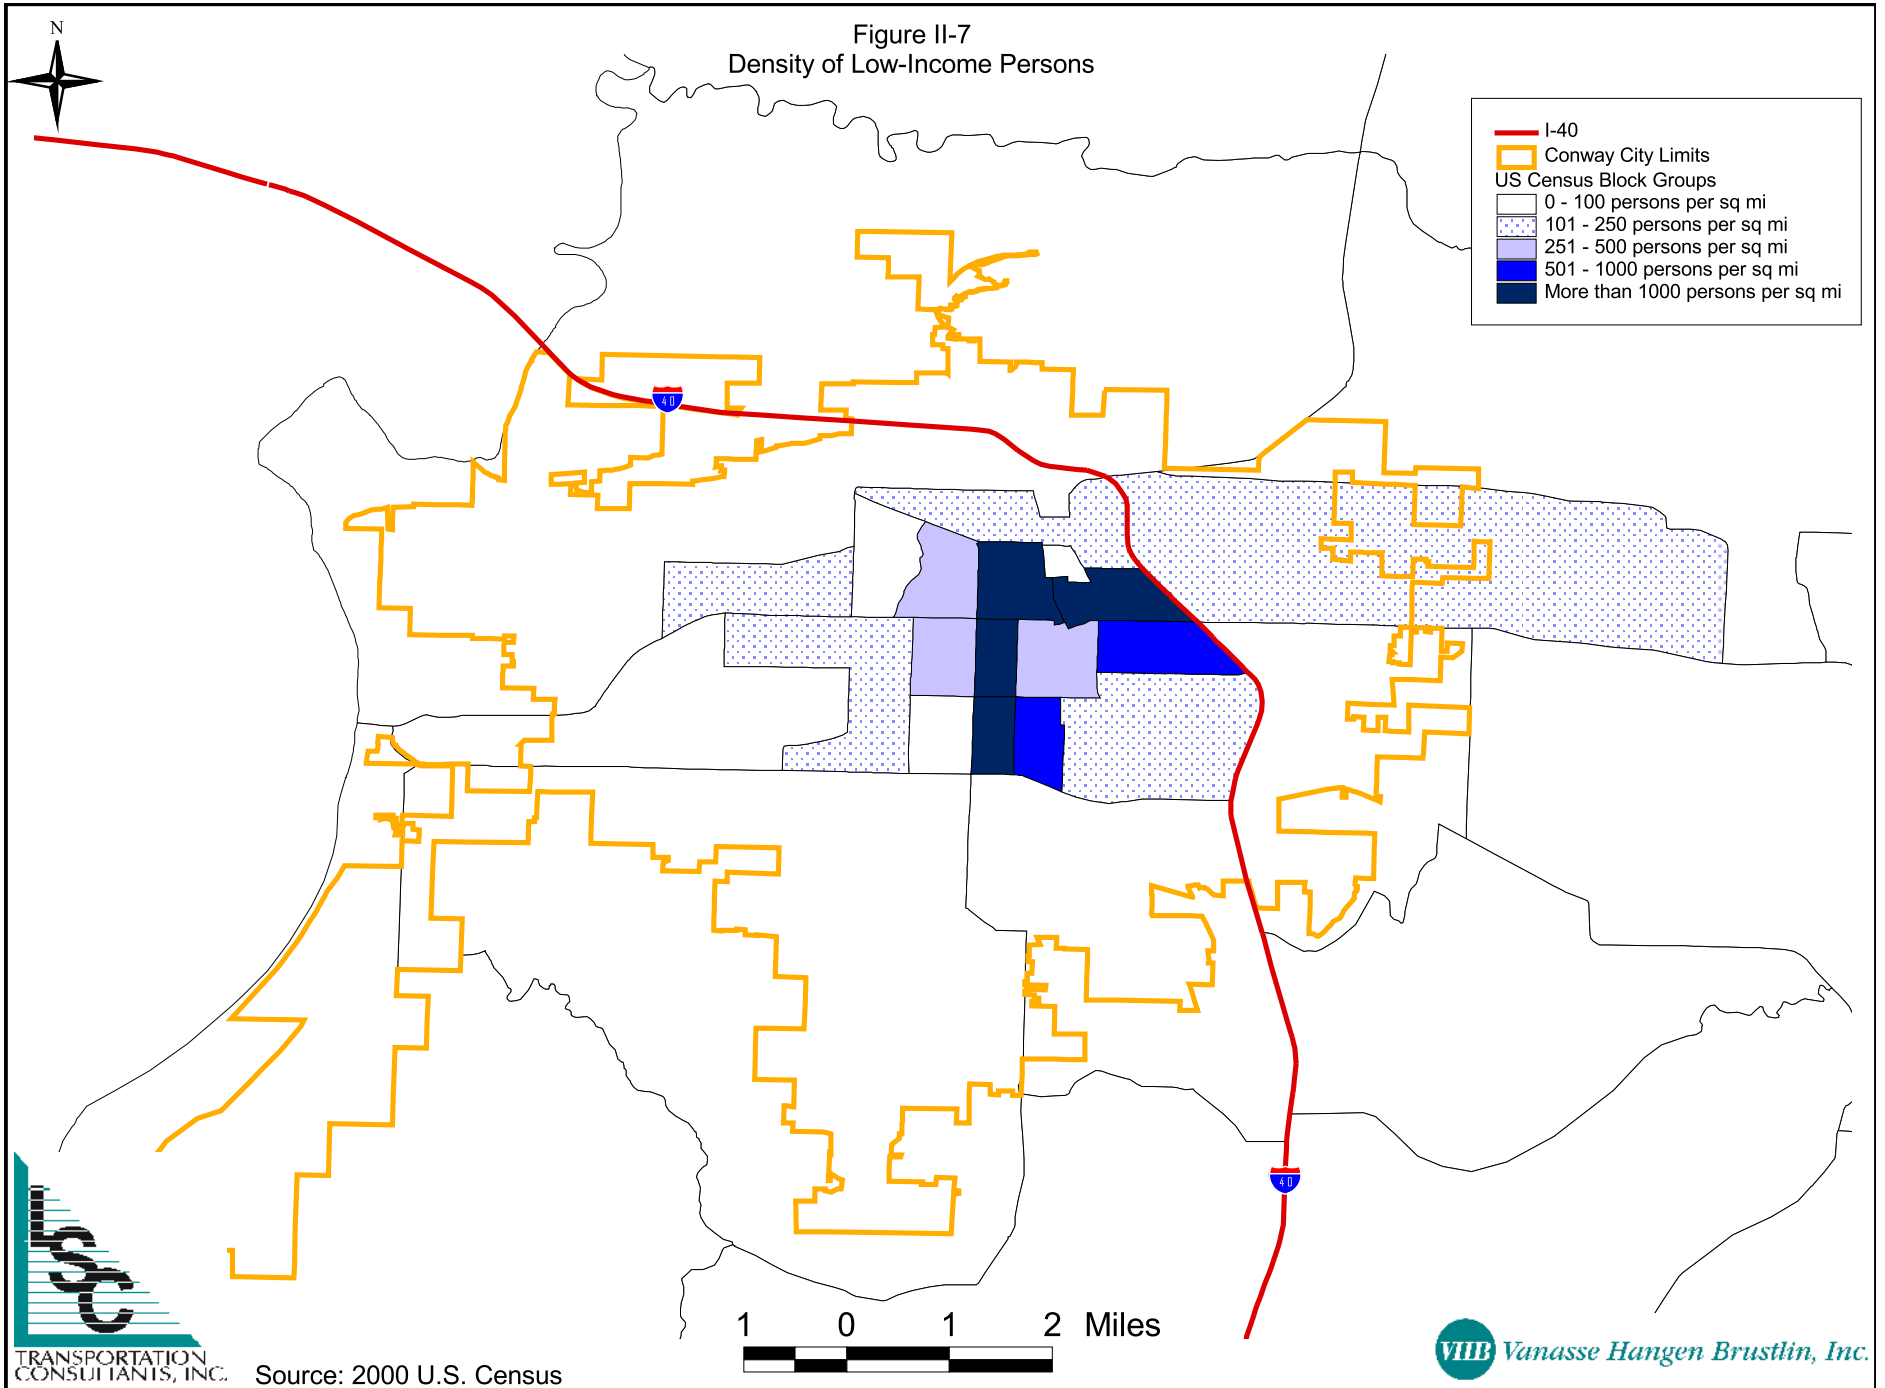 N
Figure II-7
Density of Low-Income Persons
I-40
Conway City Limits
US Census Block Groups
0 - 100 persons per sq mi
101 - 250 persons per sq mi
251 - 500 persons per sq mi
501 - 1000 persons per sq mi
More than 1000 persons per sq mi
40
40
LSC
TRANSPORTATION
CONSULTANTS, INC.
Source: 2000 U.S. Census
1 0 1 2 Miles
VHB Vanasse Hangen Brustlin, Inc.